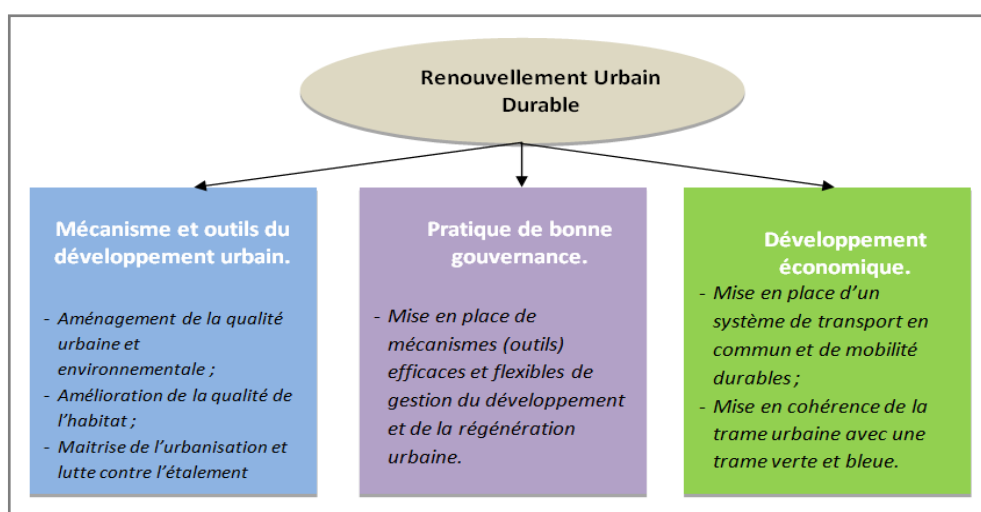 Renouvellement Urbain
Durable
Mécanisme et outils du
développement urbain.
- Aménagement de la qualité
urbaine et
environnementale ;
- Amélioration de la qualité de
l'habitat ;
- Maitrise de l'urbanisation et
lutte contre l'étalement
Pratique de bonne
gouvernance.
- Mise en place de
mécanismes (outils)
efficaces et flexibles de
gestion du développement
et de la régénération
urbaine.
Développement
économique.
- Mise en place d'un
système de transport en
commun et de mobilité
durables ;
- Mise en cohérence de la
trame urbaine avec une
trame verte et bleue.